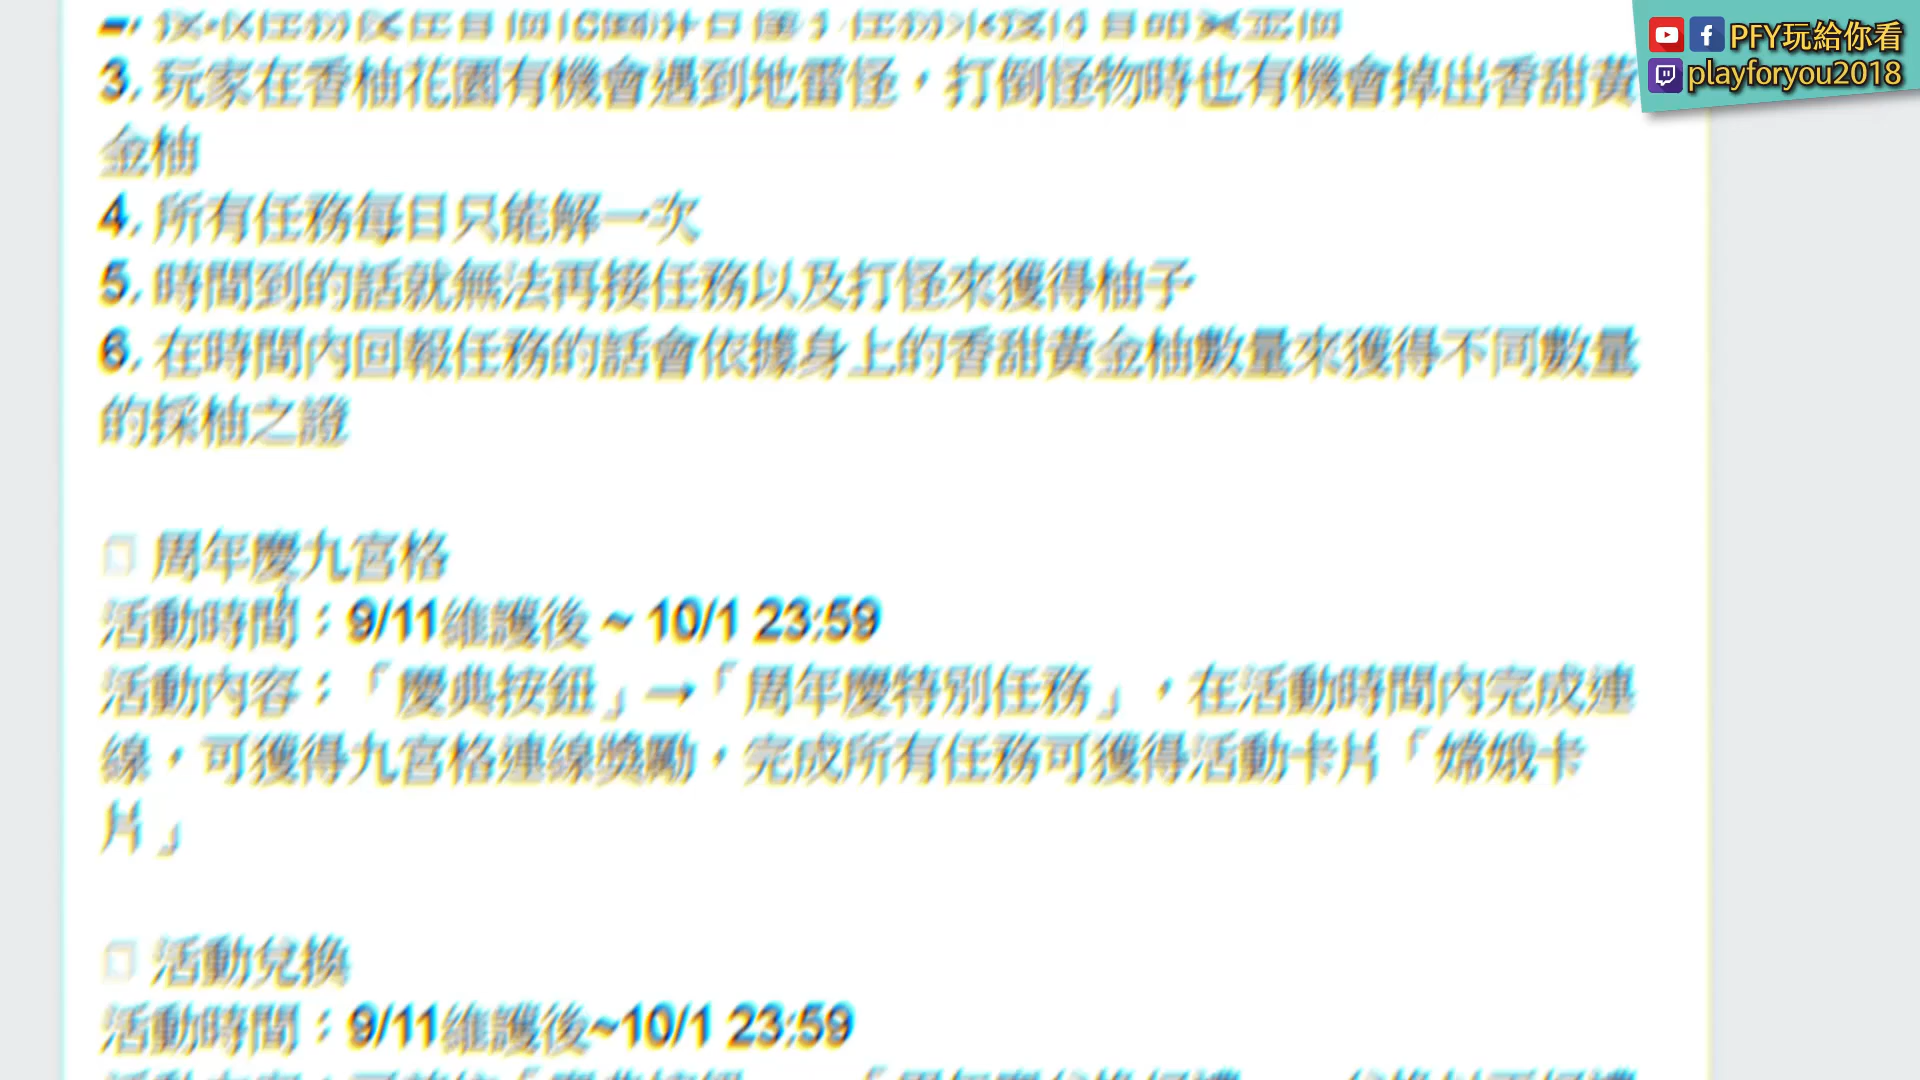 PFY玩給你看
playforyou2018
3. 玩家在香柚花園有機會遇到地雷怪，打倒怪物時也有機會掉出香甜黃
金柚
4. 所有任務每日只能解一次
5. 時間到的話就無法再接任務以及打怪來獲得柚子
6. 在時間內回報任務的話會依據身上的香甜黃金柚數量來獲得不同數量
的採柚之證
周年慶九宮格
活動時間：9/11維護後 ~ 10/1 23:59
活動內容：「慶典按鈕」→「周年慶特別任務」，在活動時間內完成連
線，可獲得九宮格連線獎勵，完成所有任務可獲得活動卡片「嫦娥卡
片」
活動兌換
活動時間：9/11維護後~10/1 23:59